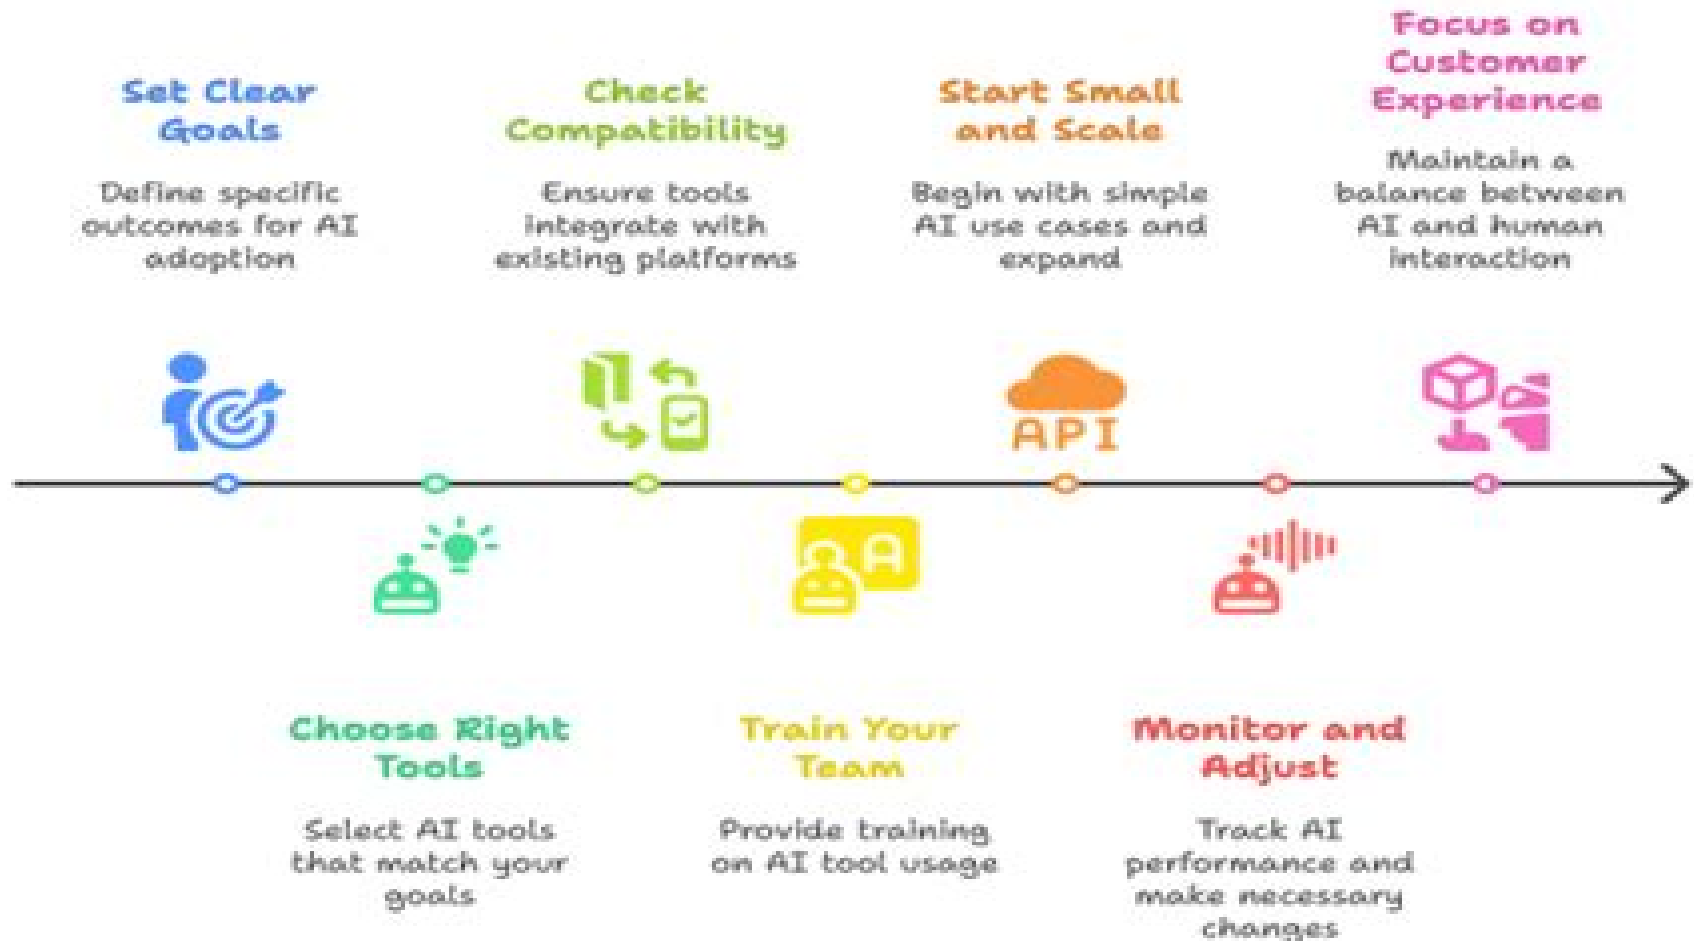 Set Clear
Goals
Define specific
outcomes for AI
adoption
Choose Right
Tools
Select AI tools
that match your
goals
Check
Compatibility
Ensure tools
integrate with
existing platforms
Train Your
Team
Provide training
on AI tool usage
A
Start Small
and Scale
Begin with simple
AI use cases and
expand
API
Monitor and
Adjust
Track AI
performance and
make necessary
changes
Focus on
Customer
Experience
Maintain a
balance between
AI and human
interaction